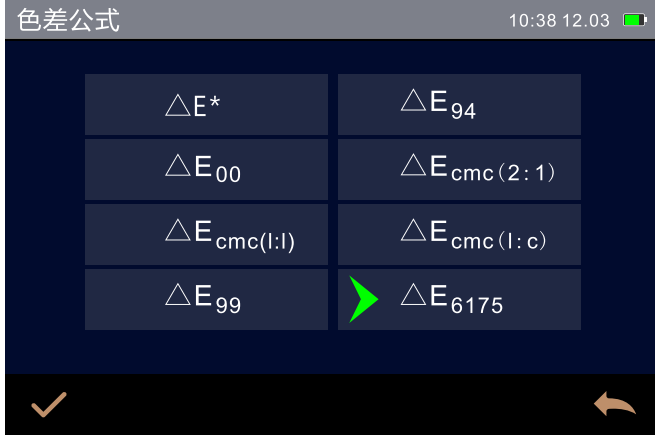 色差公式
10:38 12.03
△E*
△E94
△E00
△Ecmc(2:1)
△Ecmc(l:l)
△Ecmc(l:c)
△E99
△E6175